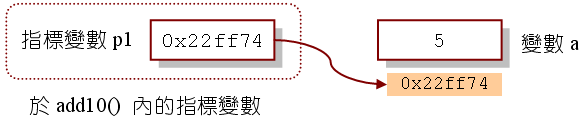 指標變數 p1 0x22ff74 5 變數 a
0x22ff74
於 add10() 內的指標變數